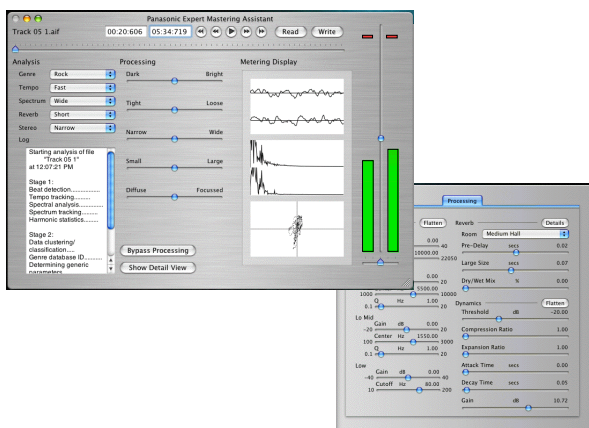 Panasonic Expert Mastering Assistant
Track 05 1.aif 00:20:606 05:34:719 Read Write
Analysis Processing Metering Display
Genre Rock Dark Bright
Tempo Fast
Spectrum Wide Tight Loose
Reverb Short
Stereo Narrow Narrow Wide
Log
Starting analysis of file
"Track 05 1"
at 12:07:21 PM
Small Large
Stage 1:
Beat detection...............
Tempo tracking..........
Spectral analysis...........
Spectrum tracking.........
Harmonic statistics.......
Diffuse Focussed
Stage 2:
Data clustering/
classification.....
Genre database ID..........
Determining generic
parameters
Bypass Processing
Show Detail View
Processing
Flatten Reverb Details
Room Medium Hall
0.00 Pre-Delay secs 0.02
40
10000.00
22050 Large Size secs 0.07
0.00 Dry/Wet Mix % 0.00
20
5500.00
1000 10000 Dynamics Flatten
Q Hz 1.00 Threshold dB -20.00
0.1 20
Lo Mid
Gain dB 0.00 Compression Ratio 1.00
-20 20
Center Hz 1550.00 Expansion Ratio 1.00
100 3000
Q Hz 1.00
0.1 20
Low Attack Time secs 0.00
Gain dB 0.00
-40 40 Decay Time secs 0.05
Cutoff Hz 80.00
10 200 Gain dB 10.72